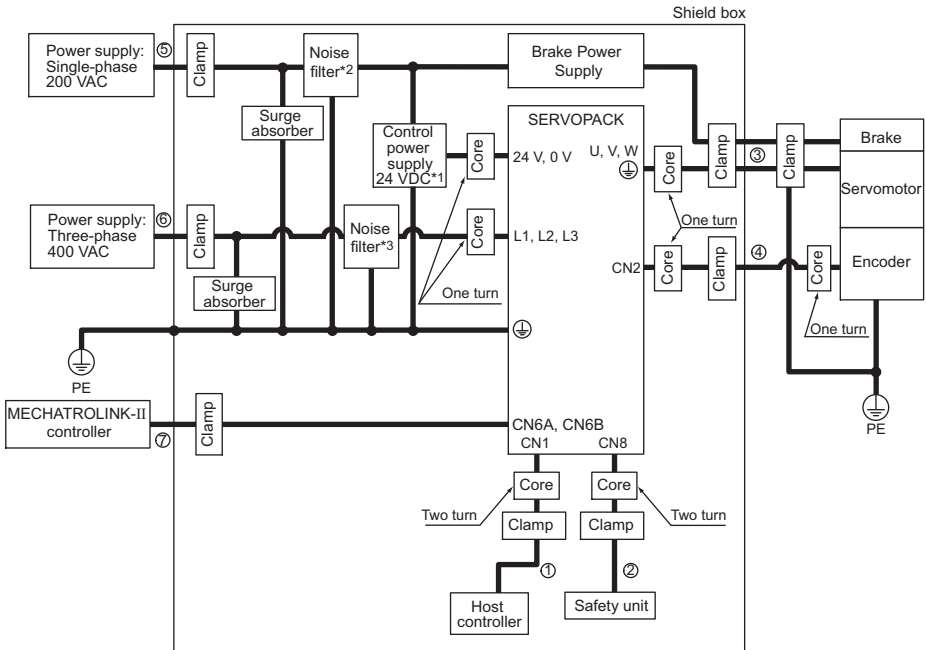 Shield box
Power supply:
Single-phase
200 VAC
⑤
Clamp
Noise
filter*2
Brake Power
Supply
Surge
absorber
Control
power
supply
24 VDC*1
Core
SERVOPACK
24 V, 0 V
U, V, W
Core
Clamp
③
Clamp
Brake
Servomotor
Power supply:
Three-phase
400 VAC
⑥
Clamp
Noise
filter*3
Core
L1, L2, L3
One turn
CN2
Core
Clamp
④
Core
Encoder
Surge
absorber
One turn
One turn
PE
PE
MECHATROLINK-II
controller
⑦
Clamp
CN6A, CN6B
CN1
CN8
Core
Core
Two turn
Two turn
Clamp
Clamp
①
②
Host
controller
Safety unit